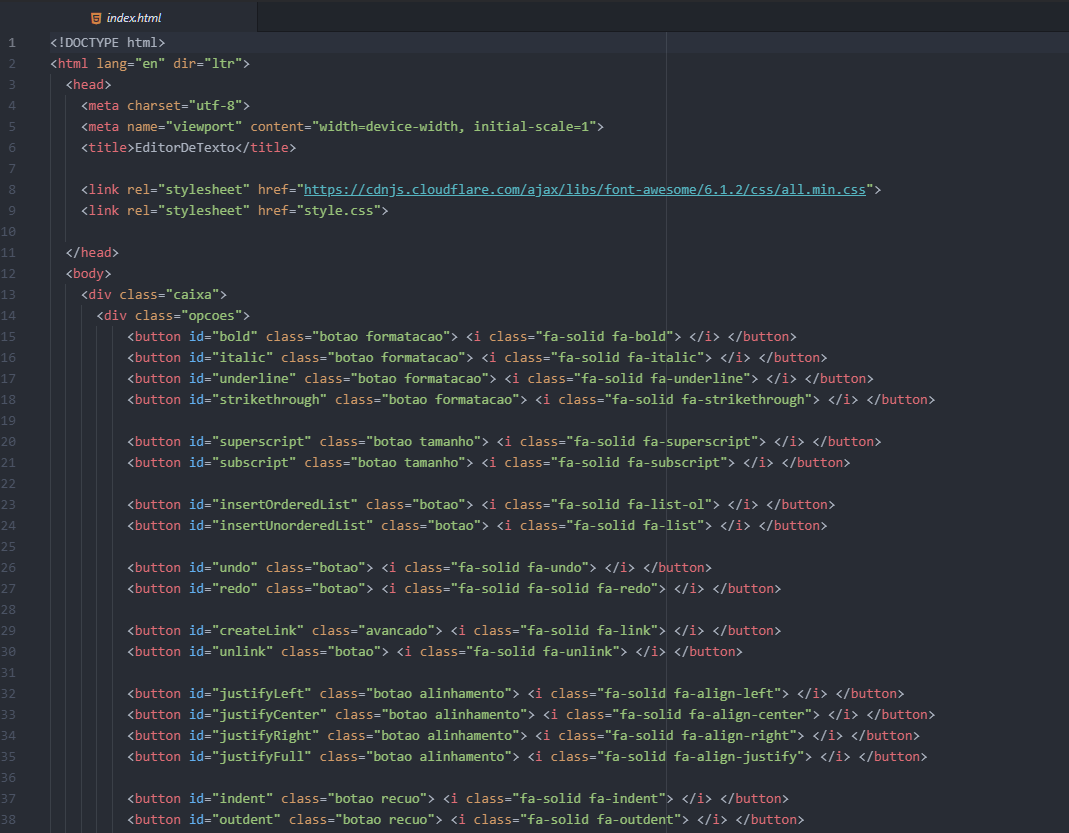 index.html
1 <!DOCTYPE html>
2 <html lang="en" dir="ltr">
3 <head>
4 <meta charset="utf-8">
5 <meta name="viewport" content="width=device-width, initial-scale=1">
6 <title>EditorDeTexto</title>
7
8 <link rel="stylesheet" href="https://cdnjs.cloudflare.com/ajax/libs/font-awesome/6.1.2/css/all.min.css">
9 <link rel="stylesheet" href="style.css">
10
11 </head>
12 <body>
13 <div class="caixa">
14 <div class="opcoes">
15 <button id="bold" class="botao formatacao"> <i class="fa-solid fa-bold"> </i> </button>
16 <button id="italic" class="botao formatacao"> <i class="fa-solid fa-italic"> </i> </button>
17 <button id="underline" class="botao formatacao"> <i class="fa-solid fa-underline"> </i> </button>
18 <button id="strikethrough" class="botao formatacao"> <i class="fa-solid fa-strikethrough"> </i> </button>
19
20 <button id="superscript" class="botao tamanho"> <i class="fa-solid fa-superscript"> </i> </button>
21 <button id="subscript" class="botao tamanho"> <i class="fa-solid fa-subscript"> </i> </button>
22
23 <button id="insertOrderedList" class="botao"> <i class="fa-solid fa-list-ol"> </i> </button>
24 <button id="insertUnorderedList" class="botao"> <i class="fa-solid fa-list"> </i> </button>
25
26 <button id="undo" class="botao"> <i class="fa-solid fa-undo"> </i> </button>
27 <button id="redo" class="botao"> <i class="fa-solid fa-solid fa-redo"> </i> </button>
28
29 <button id="createLink" class="avancado"> <i class="fa-solid fa-link"> </i> </button>
30 <button id="unlink" class="botao"> <i class="fa-solid fa-unlink"> </i> </button>
31
32 <button id="justifyLeft" class="botao alinhamento"> <i class="fa-solid fa-align-left"> </i> </button>
33 <button id="justifyCenter" class="botao alinhamento"> <i class="fa-solid fa-align-center"> </i> </button>
34 <button id="justifyRight" class="botao alinhamento"> <i class="fa-solid fa-align-right"> </i> </button>
35 <button id="justifyFull" class="botao alinhamento"> <i class="fa-solid fa-align-justify"> </i> </button>
36
37 <button id="indent" class="botao recuo"> <i class="fa-solid fa-indent"> </i> </button>
38 <button id="outdent" class="botao recuo"> <i class="fa-solid fa-outdent"> </i> </button>